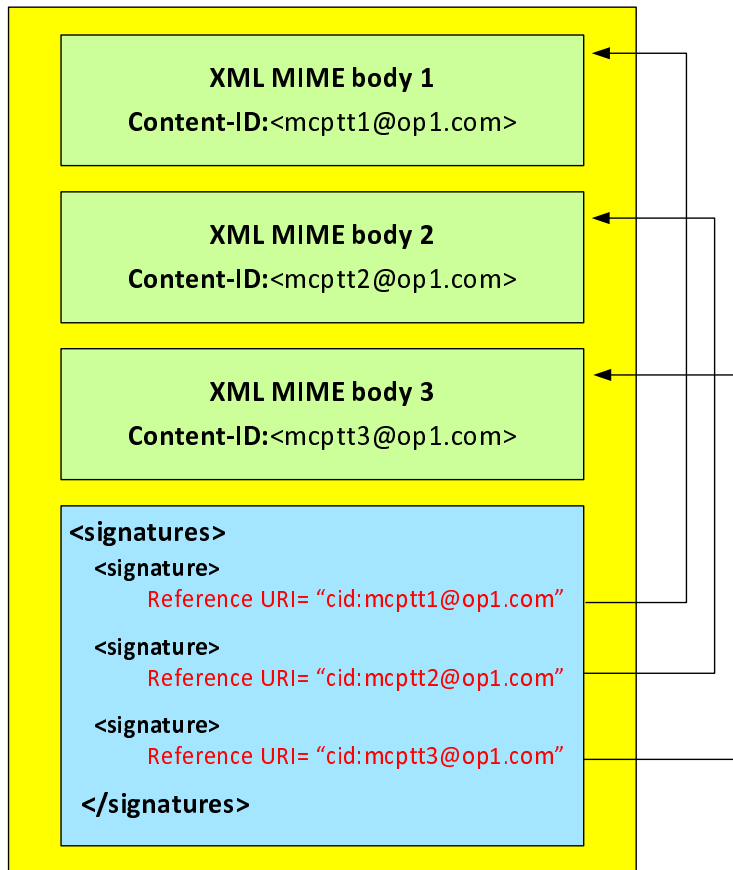 XML MIME body 1
Content-ID:<mcptt1@op1.com>
XML MIME body 2
Content-ID:<mcptt2@op1.com>
XML MIME body 3
Content-ID:<mcptt3@op1.com>
<signatures>
<signature>
Reference URI= “cid:mcptt1@op1.com”
<signature>
Reference URI= “cid:mcptt2@op1.com”
<signature>
Reference URI= “cid:mcptt3@op1.com”
</signatures>